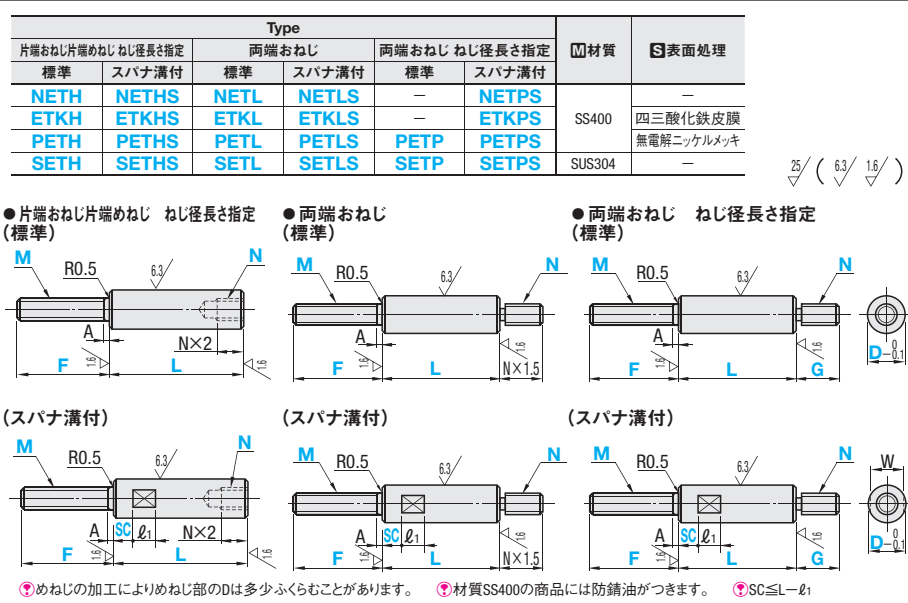 Type
片端おねじ片端めねじ ねじ径長さ指定 両端おねじ 両端おねじ ねじ径長さ指定 M材質 S表面処理
標準 スパナ溝付 標準 スパナ溝付 標準 スパナ溝付
NETH NETHS NETL NETLS － NETPS SS400 －
ETKH ETKHS ETKL ETKLS － ETKPS 四三酸化鉄皮膜
PETH PETHS PETL PETLS PETP PETPS 無電解ニッケルメッキ
SETH SETHS SETL SETLS SETP SETPS SUS304 －
25 ( 6.3 1.6 )
●片端おねじ片端めねじ ねじ径長さ指定
(標準)
M R0.5 6.3 N
A N×2
F 1.6 L 1.6
●両端おねじ
(標準)
M R0.5 6.3 N
A 1.6
F 1.6 L N×1.5
●両端おねじ ねじ径長さ指定
(標準)
M R0.5 6.3 N
A 1.6
F 1.6 L G
D-0 0.1
(スパナ溝付)
M R0.5 6.3 N
A SC ℓ1 N×2
F 1.6 L 1.6
(スパナ溝付)
M R0.5 6.3 N
A SC ℓ1 1.6
F 1.6 L N×1.5
(スパナ溝付)
M R0.5 6.3 N
A SC ℓ1 1.6
F 1.6 L G
W
D-0 0.1
めねじの加工によりめねじ部のDは多少ふくらむことがあります。 材質SS400の商品には防錆油がつきます。 SC≦L－ℓ1